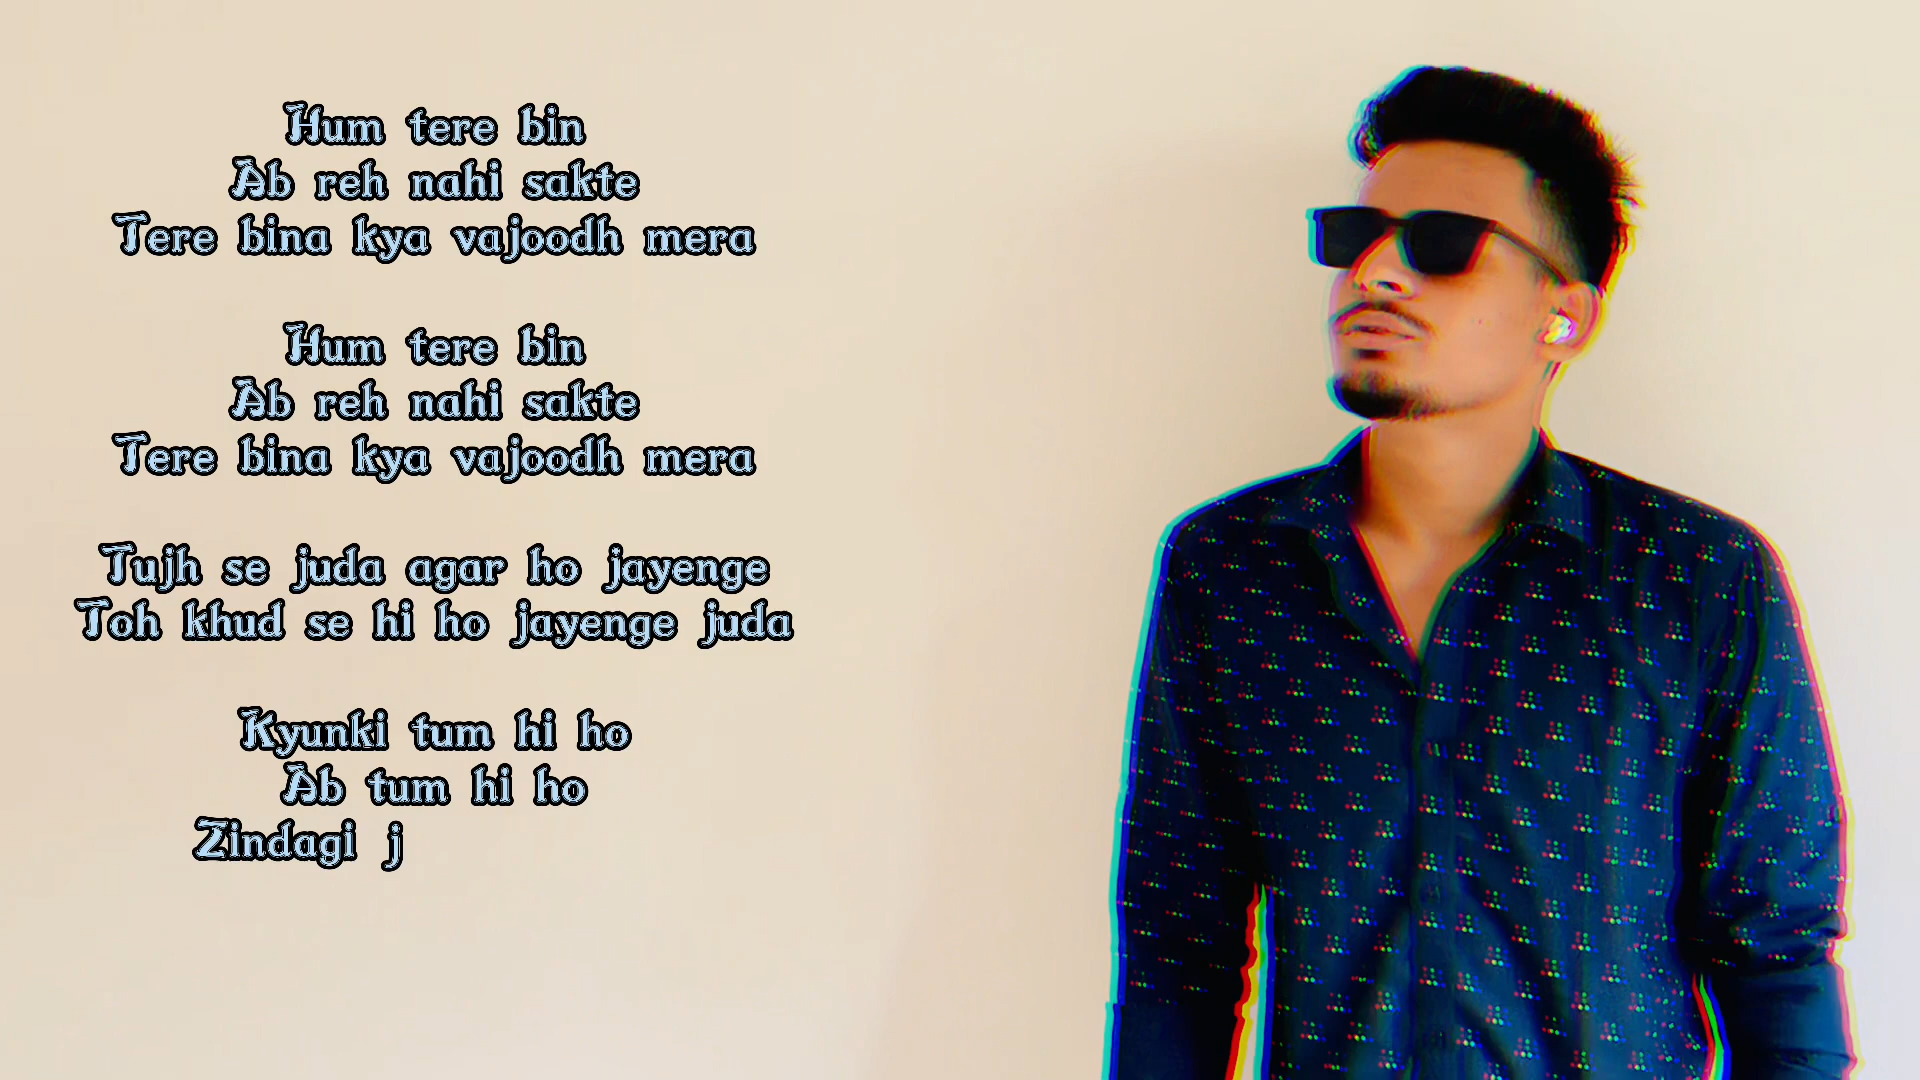 Hum tere bin
Ab reh nahi sakte
Tere bina kya vajoodh mera
Hum tere bin
Ab reh nahi sakte
Tere bina kya vajoodh mera
Tujh se juda agar ho jayenge
Toh khud se hi ho jayenge juda
Kyunki tum hi ho
Ab tum hi ho
Zindagi j